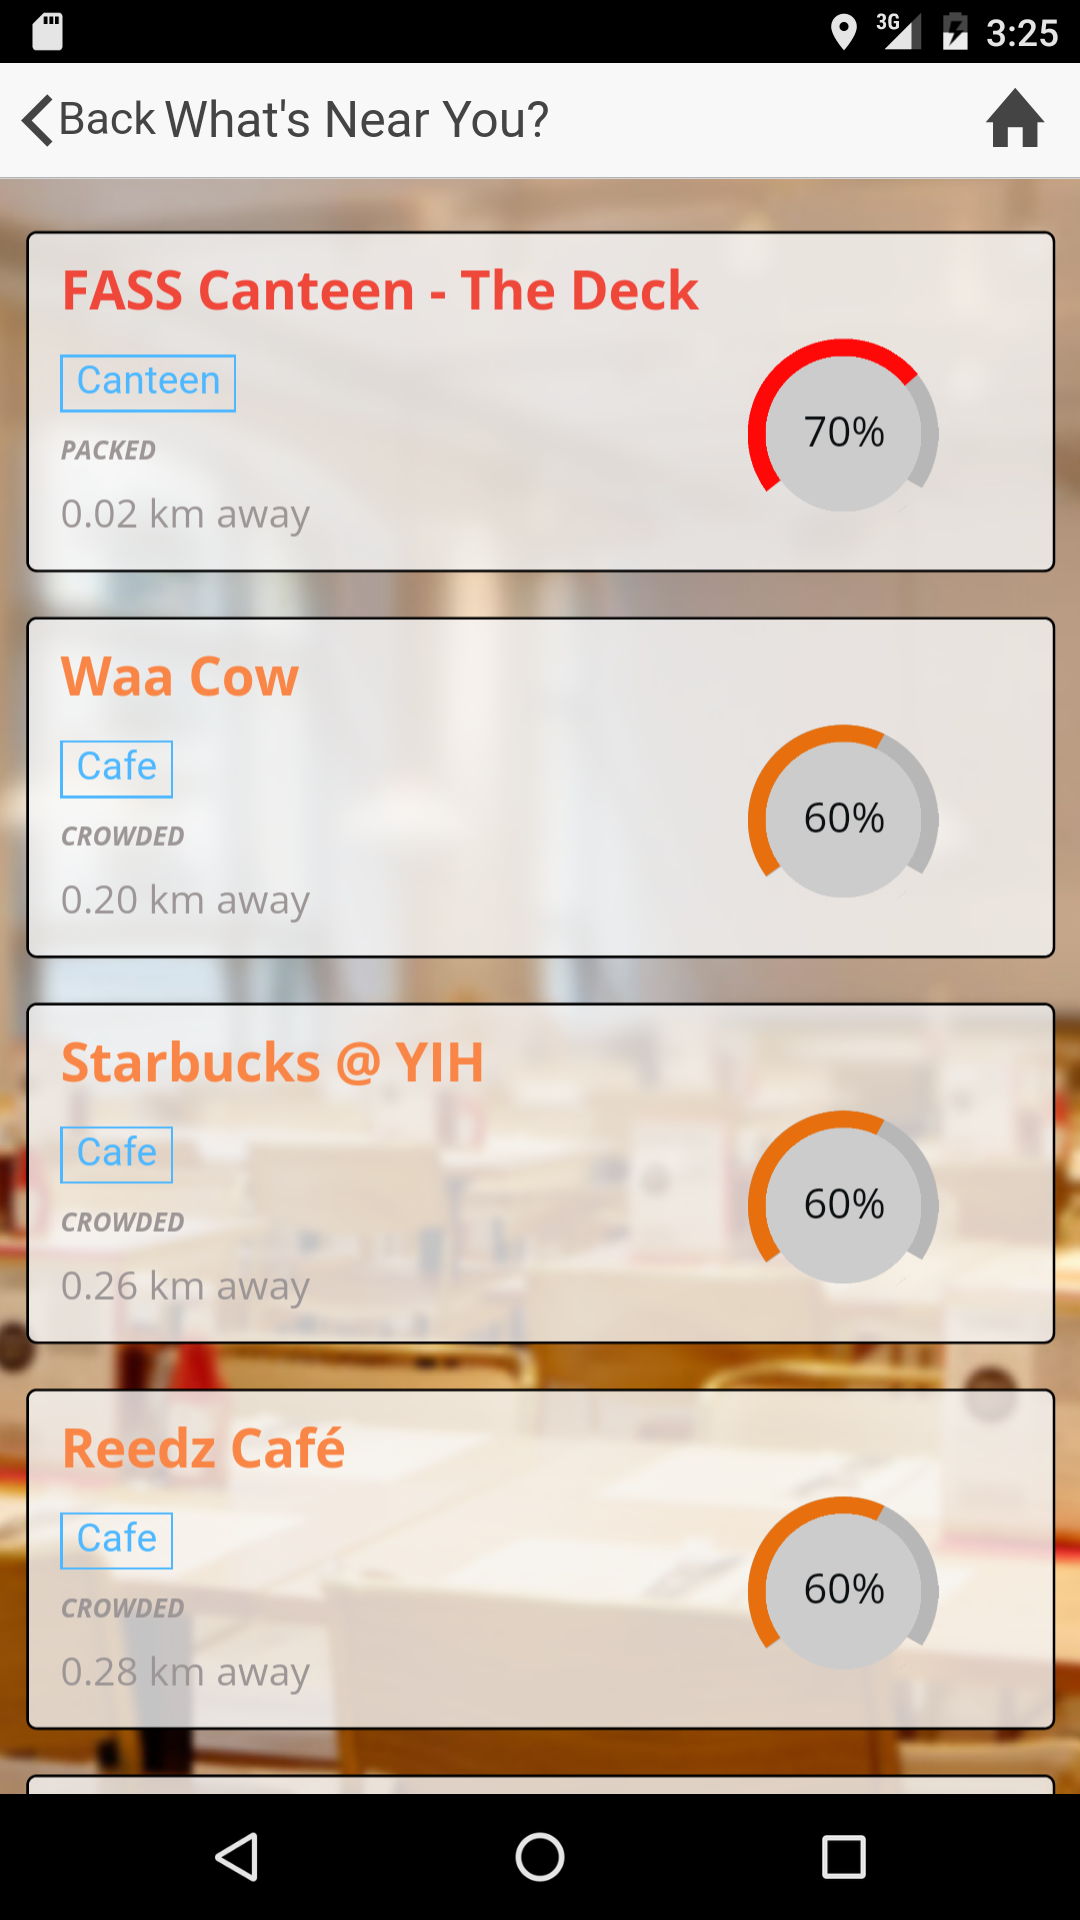 3G 3:25
Back What's Near You?
FASS Canteen - The Deck
Canteen
PACKED
70%
0.02 km away
Waa Cow
Cafe
CROWDED
60%
0.20 km away
Starbucks @ YIH
Cafe
CROWDED
60%
0.26 km away
Reedz Café
Cafe
CROWDED
60%
0.28 km away